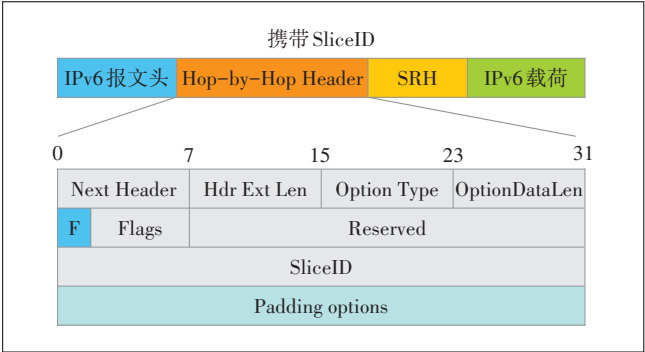 携带SliceID
IPv6报文头 Hop-by-Hop Header SRH IPv6载荷
0 7 15 23 31
Next Header Hdr Ext Len Option Type OptionDataLen
F Flags Reserved
SliceID
Padding options